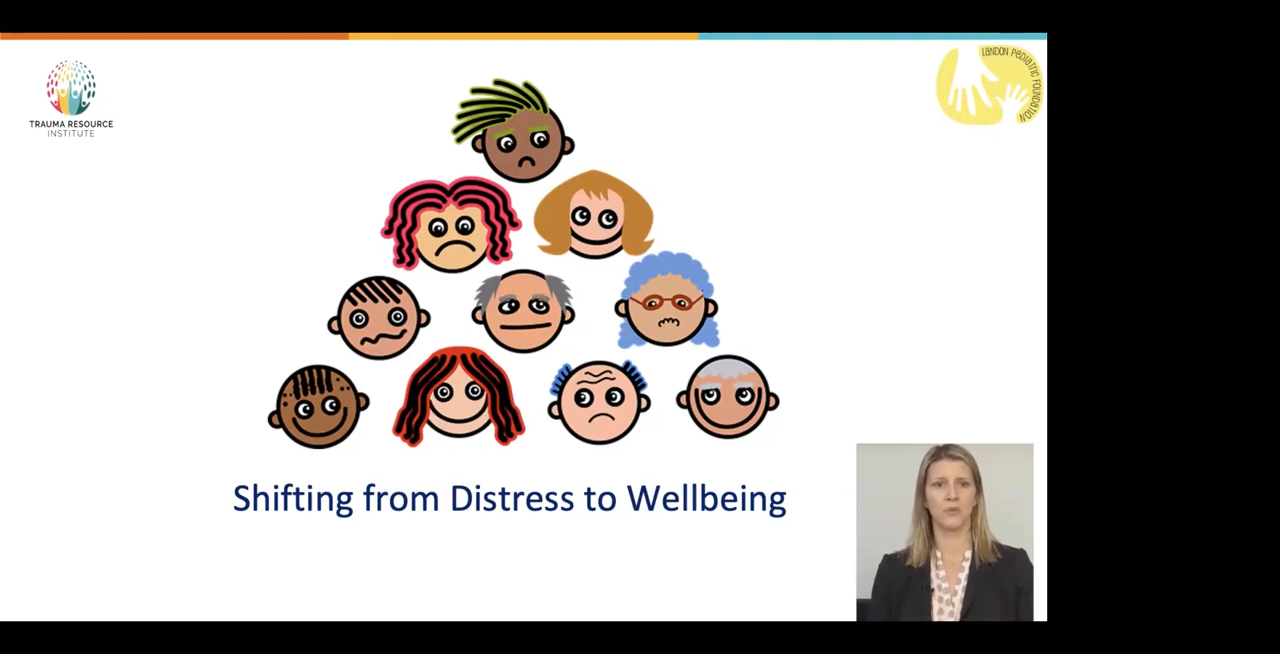 TRAUMA RESOURCE
INSTITUTE
LANDON PEDIATRIC FOUNDATION
Shifting from Distress to Wellbeing